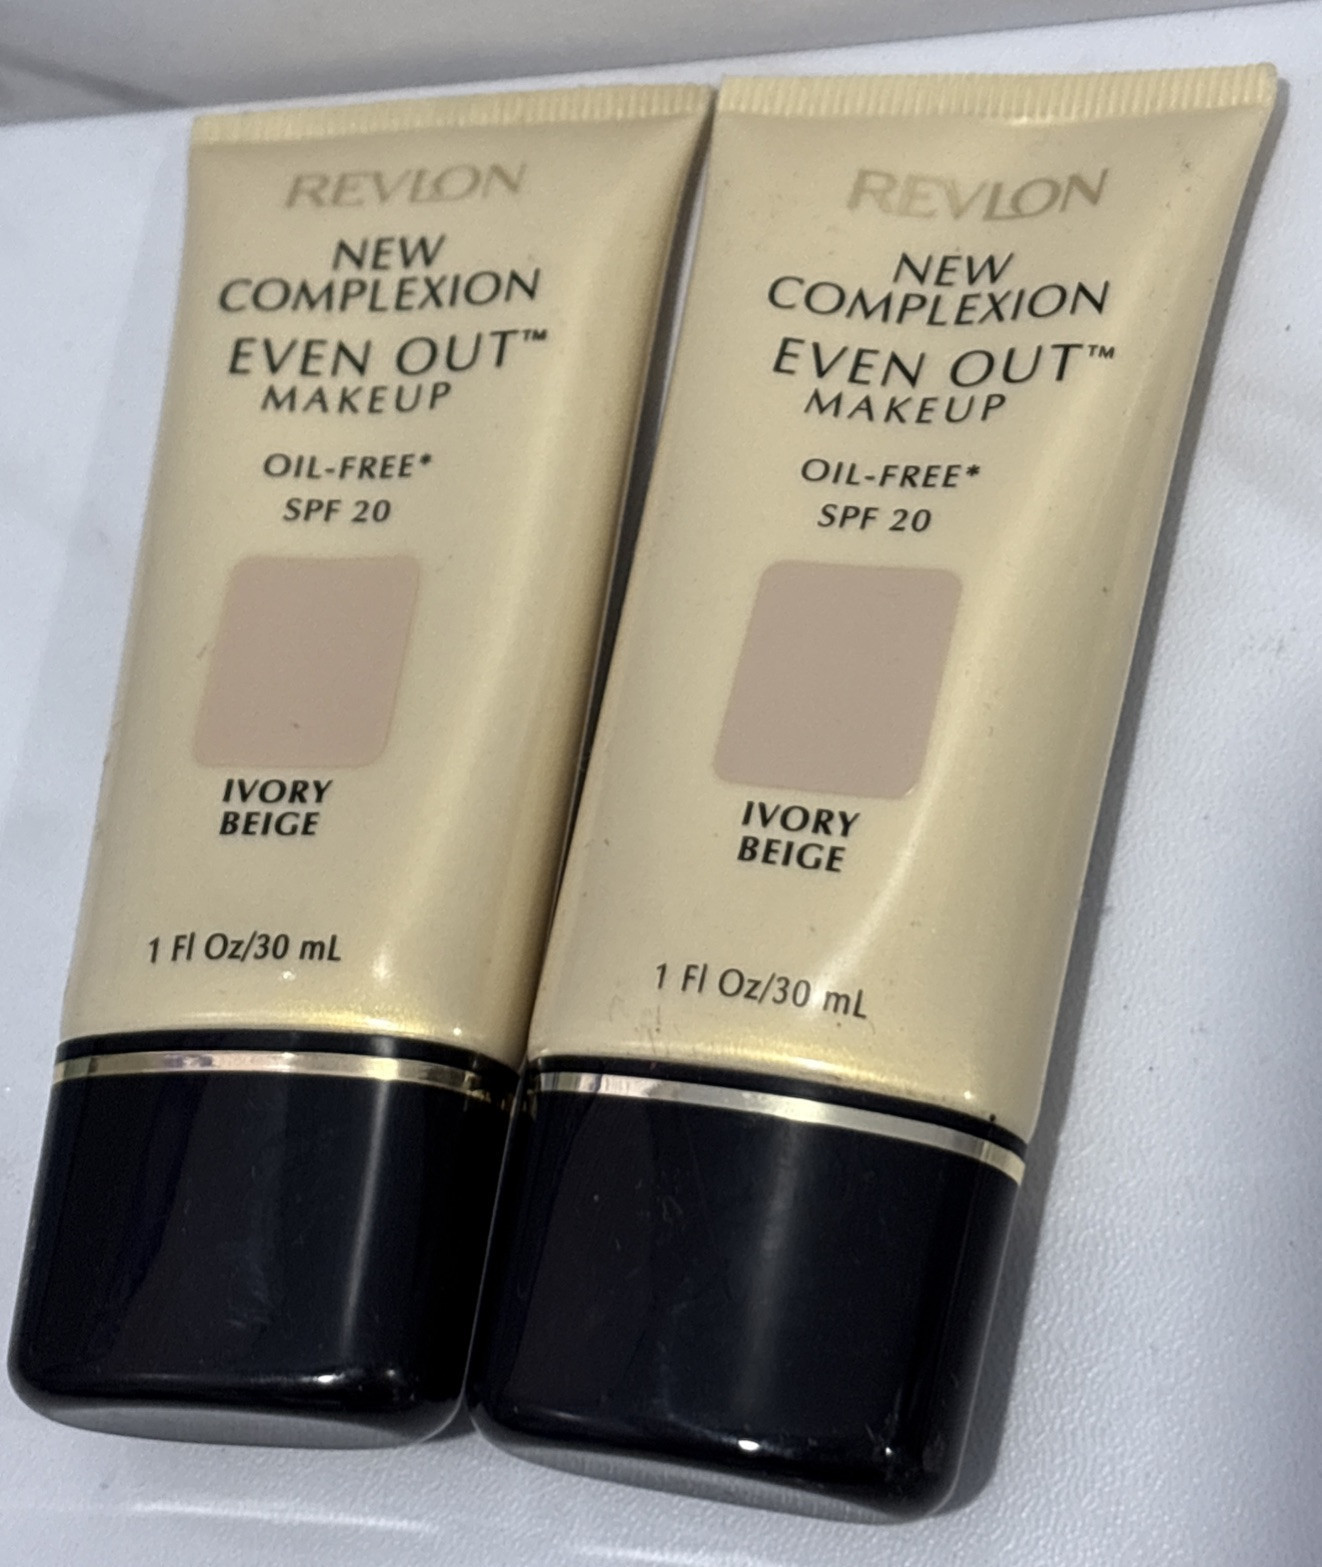 REVLON
NEW
COMPLEXION
EVEN OUT™
MAKEUP
OIL-FREE*
SPF 20
IVORY
BEIGE
1 Fl Oz/30 mL
REVLON
NEW
COMPLEXION
EVEN OUT™
MAKEUP
OIL-FREE*
SPF 20
IVORY
BEIGE
1 Fl Oz/30 mL